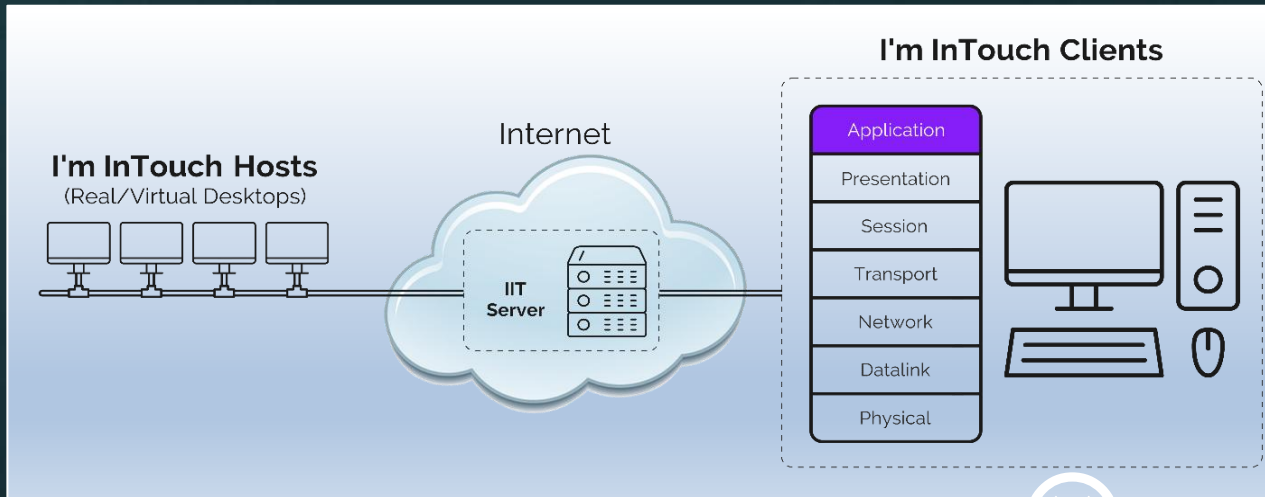 I'm InTouch Hosts
(Real/Virtual Desktops)
Internet
IIT
Server
I'm InTouch Clients
Application
Presentation
Session
Transport
Network
Datalink
Physical